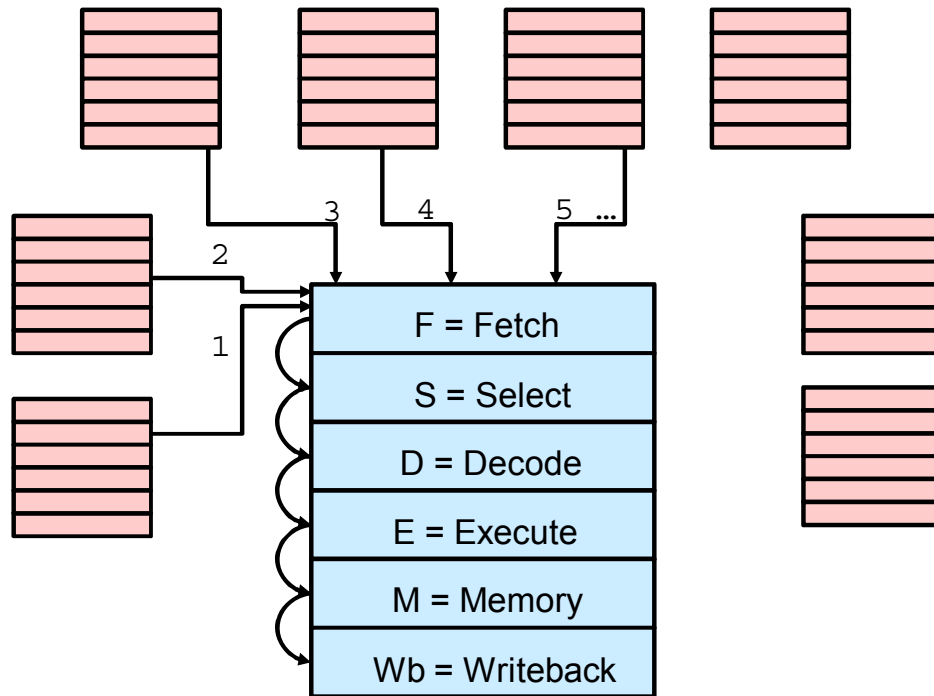 3
4
5 ...
2
1
F = Fetch
S = Select
D = Decode
E = Execute
M = Memory
Wb = Writeback